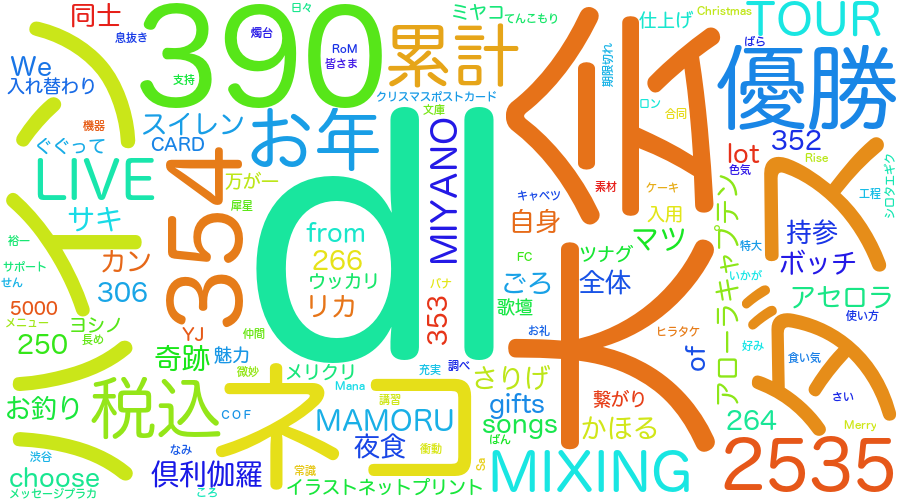 同士
息抜き
We
入れ替わり
機器
ぐぐって
390
支持
日々
燭台
RoM
皆さま
累計
ミヤコ
てんこもり
クリスマスポストカード
文庫
仕上げ
期限切れ
Christmas
TOUR
ばら
優勝
大会
ロン
合同
352
lot
色気
Rise
シロタエギク
工程
スイレン
CARD
お年
LIVE
354
万が一
犀星
サキ
カン
306
裕一
サポート
せん
5000
メニュー
250
ヨシノ
長め
YJ
奇跡
魅力
仲間
微妙
from
266
ウッカリ
リカ
dl
MIYANO
353
バナ
調べ
キャベツ
素材
ケーキ
自身
入用
マツ
FC
ツナグ
ごろ
全体
歌壇
お礼
ヒラタケ
of
アローラキャプテン
特大
いかが
好み
持参
ボッチ
アセロラ
使い方
食い気
さい
264
Merry
2535
お釣り
渋谷
choose
メッセージプラカ
税込
なみ
倶利伽羅
ころ
COF
ネコ
常識
メリクリ
Mana
充実
講習
MAMORU
夜食
衝動
イラストネットプリント
さりげ
gifts
songs
ぱん
Sa
MIXING
繋がり
かほる